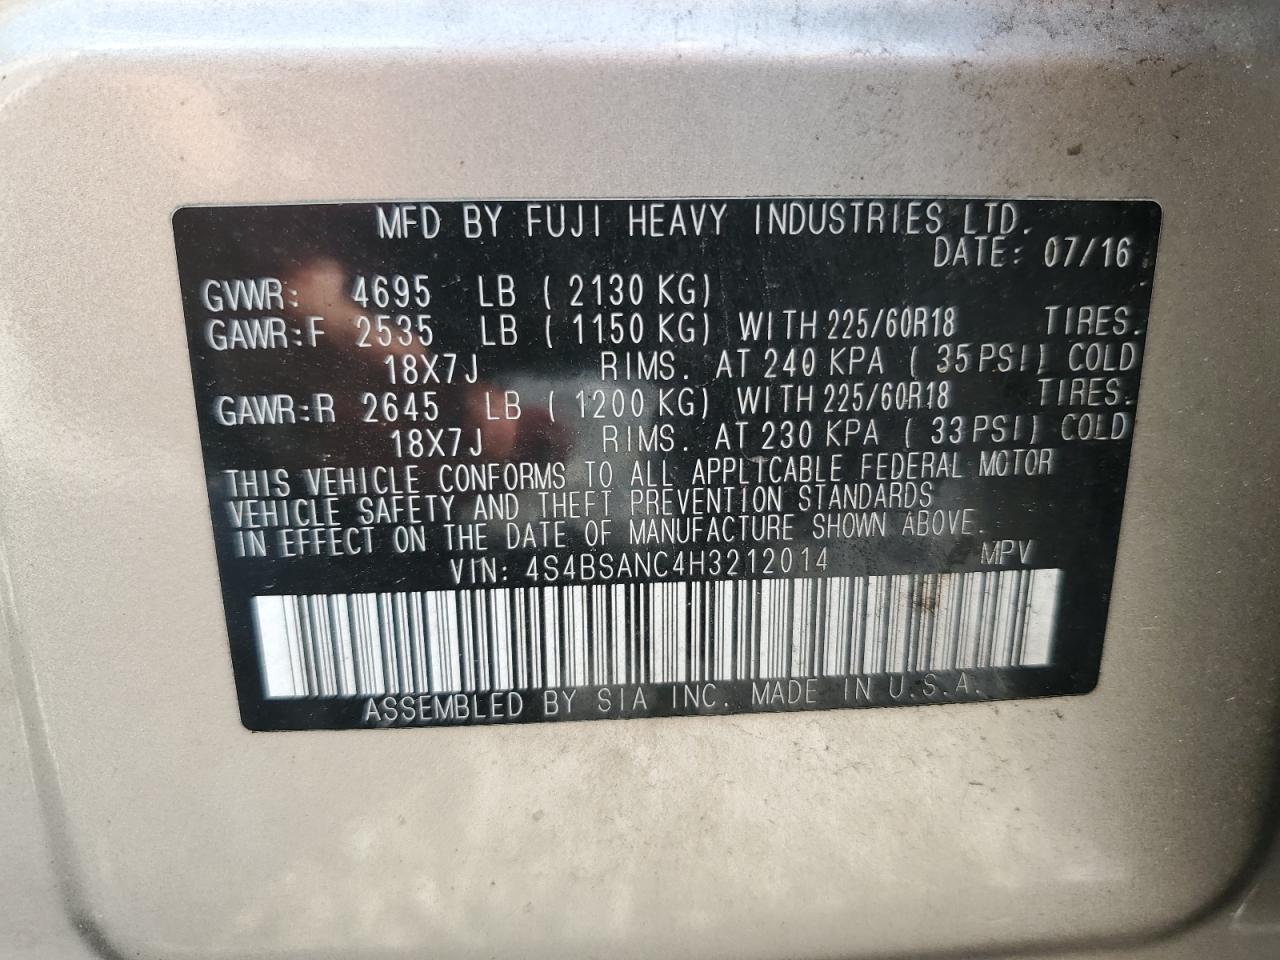 MFD BY FUJI HEAVY INDUSTRIES LTD.
DATE: 07/16
GVWR: 4695 LB ( 2130 KG)
GAWR:F 2535 LB ( 1150 KG) WITH 225/60R18 TIRES.
18X7J RIMS. AT 240 KPA ( 35 PSI) COLD
GAWR:R 2645 LB ( 1200 KG) WITH 225/60R18 TIRES.
18X7J RIMS. AT 230 KPA ( 33 PSI) COLD
THIS VEHICLE CONFORMS TO ALL APPLICABLE FEDERAL MOTOR
VEHICLE SAFETY AND THEFT PREVENTION STANDARDS
IN EFFECT ON THE DATE OF MANUFACTURE SHOWN ABOVE.
VIN: 4S4BSANC4H3212014 MPV
ASSEMBLED BY SIA INC. MADE IN U.S.A.